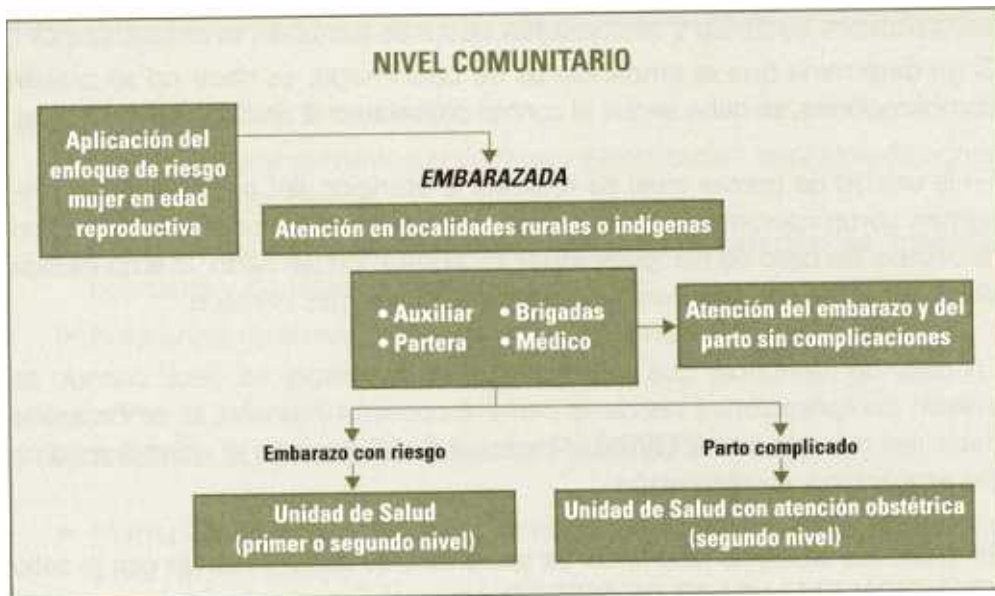 NIVEL COMUNITARIO
Aplicación del
enfoque de riesgo
mujer en edad
reproductiva
EMBARAZADA
Atención en localidades rurales o indígenas
• Auxiliar • Brigadas
• Partera • Médico
Atención del embarazo y del
parto sin complicaciones
Embarazo con riesgo
Parto complicado
Unidad de Salud
(primer o segundo nivel)
Unidad de Salud con atención obstétrica
(segundo nivel)